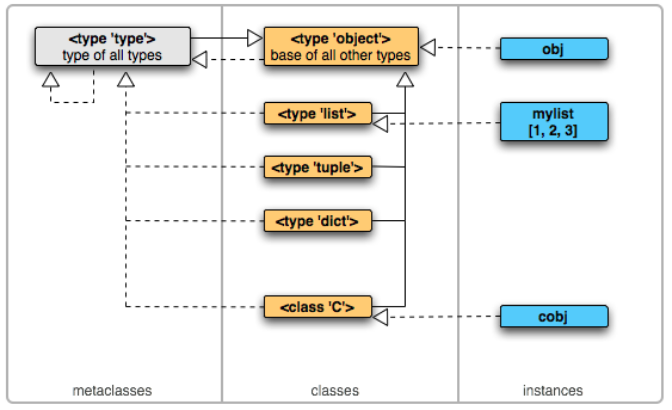 <type 'type'>
type of all types
<type 'object'>
base of all other types
obj
<type 'list'>
mylist
[1, 2, 3]
<type 'tuple'>
<type 'dict'>
<class 'C'>
cobj
metaclasses
classes
instances